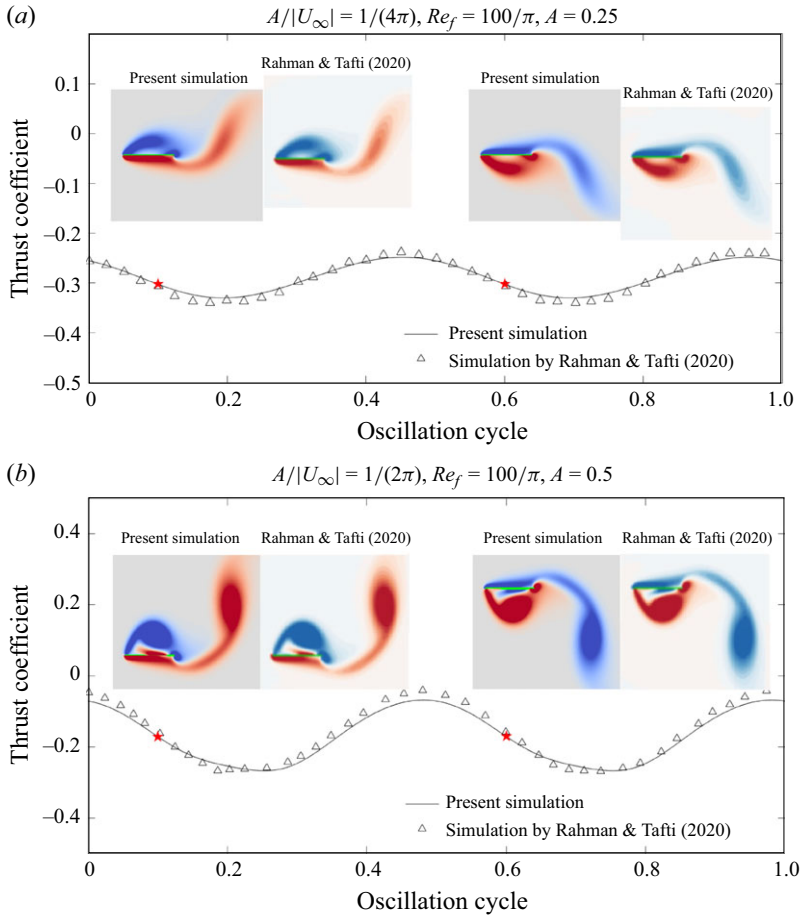 (a)
A/|U∞| = 1/(4π), Re_f = 100/π, A = 0.25
0.1
Present simulation
Rahman & Tafti (2020)
Present simulation
Rahman & Tafti (2020)
0
Thrust coefficient
−0.1
−0.2
−0.3
Present simulation
−0.4
Simulation by Rahman & Tafti (2020)
−0.5
0
0.2
0.4
0.6
0.8
1.0
Oscillation cycle
(b)
A/|U∞| = 1/(2π), Re_f = 100/π, A = 0.5
0.4
Present simulation
Rahman & Tafti (2020)
Present simulation
Rahman & Tafti (2020)
0.2
Thrust coefficient
0
−0.2
Present simulation
−0.4
Simulation by Rahman & Tafti (2020)
0
0.2
0.4
0.6
0.8
1.0
Oscillation cycle